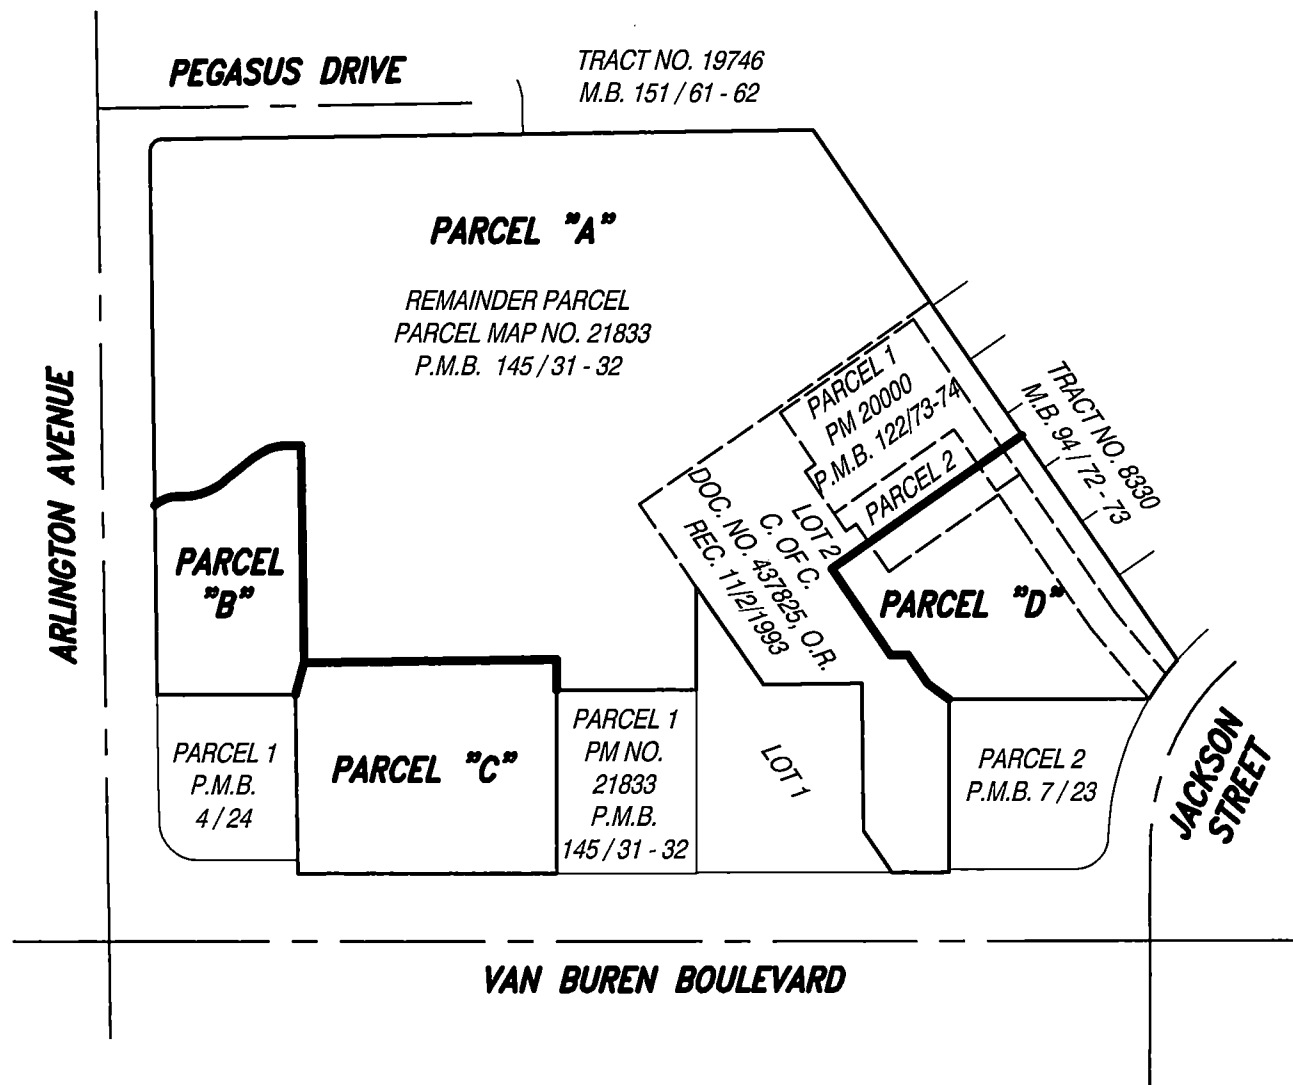 PEGASUS DRIVE
TRACT NO. 19746
M.B. 151 / 61 - 62
PARCEL "A"
REMAINDER PARCEL
PARCEL MAP NO. 21833
P.M.B. 145 / 31 - 32
ARLINGTON AVENUE
PARCEL 1
PM 20000
P.M.B. 122/73-74
PARCEL 2
TRACT NO. 8330
M.B. 94 / 72 - 73
LOT 2
C. OF C.
DOC. NO. 437825, O.R.
REC. 11/2/1993
PARCEL
"B"
PARCEL "D"
PARCEL 1
P.M.B.
4 / 24
PARCEL "C"
PARCEL 1
PM NO.
21833
P.M.B.
145 / 31 - 32
LOT 1
PARCEL 2
P.M.B. 7 / 23
JACKSON
STREET
VAN BUREN BOULEVARD